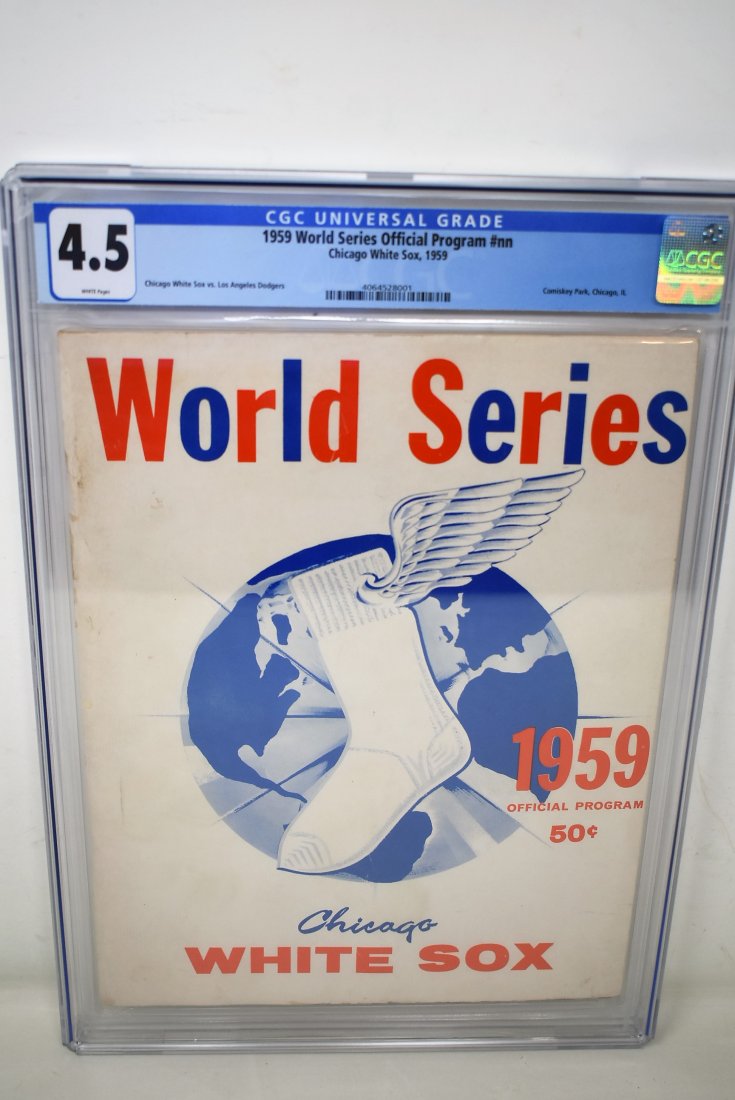 CGC UNIVERSAL GRADE
4.5
WHITE Pages
1959 World Series Official Program #nn
Chicago White Sox, 1959
Chicago White Sox vs. Los Angeles Dodgers
4064528001
Comiskey Park, Chicago, IL
CGC
World Series
1959
OFFICIAL PROGRAM
50¢
Chicago
WHITE SOX